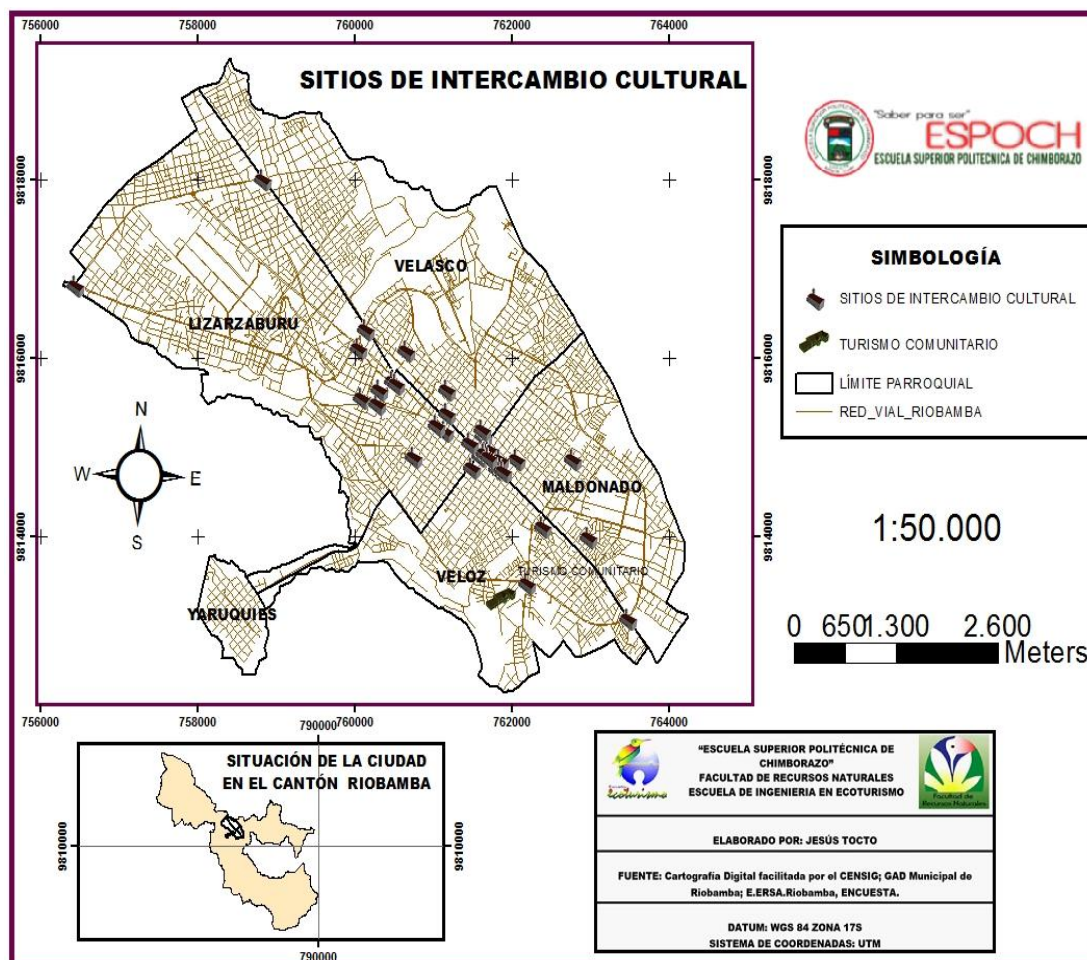 756000 758000 760000 762000 764000
SITIOS DE INTERCAMBIO CULTURAL
9818000
9816000
9814000
9818000
9816000
9814000
VELASCO
LIZARZABURU
MALDONADO
TURISMO COMUNITARIO
VELOZ
YARUQUIES
N
W E
S
756000 758000 760000 762000 764000
"Saber para ser"
ESPOCH
ESCUELA SUPERIOR POLITECNICA DE CHIMBORAZO
SIMBOLOGÍA
SITIOS DE INTERCAMBIO CULTURAL
TURISMO COMUNITARIO
LÍMITE PARROQUIAL
RED_VIAL_RIOBAMBA
1:50.000
0 650 1.300 2.600
Meters
790000
SITUACIÓN DE LA CIUDAD
EN EL CANTÓN RIOBAMBA
9810000
9810000
790000
"ESCUELA SUPERIOR POLITÉCNICA DE
CHIMBORAZO"
FACULTAD DE RECURSOS NATURALES
ESCUELA DE INGENIERIA EN ECOTURISMO
ecoturismo
Facultad de
Recursos Naturales
ELABORADO POR: JESÚS TOCTO
FUENTE: Cartografía Digital facilitada por el CENSIG; GAD Municipal de
Riobamba; E.ERSA.Riobamba, ENCUESTA.
DATUM: WGS 84 ZONA 17S
SISTEMA DE COORDENADAS: UTM